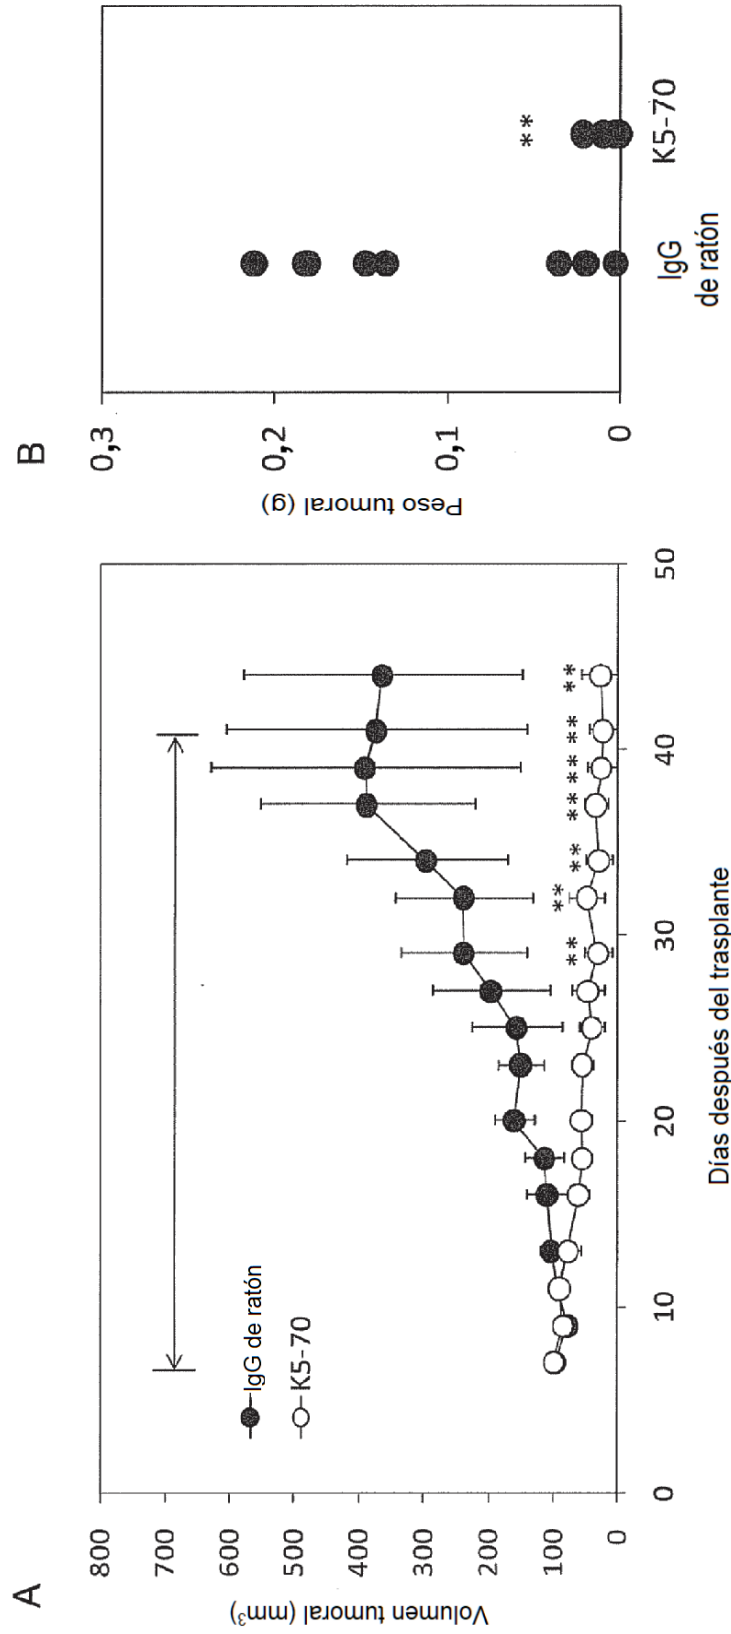 A
Volumen tumoral (mm³)
800
700
600
500
400
300
200
100
0
IgG de ratón
K5-70
**
**
**
**
**
**
**
0
10
20
30
40
50
Días después del trasplante
B
Peso tumoral (g)
0,3
0,2
0,1
0
**
IgG
de ratón
K5-70